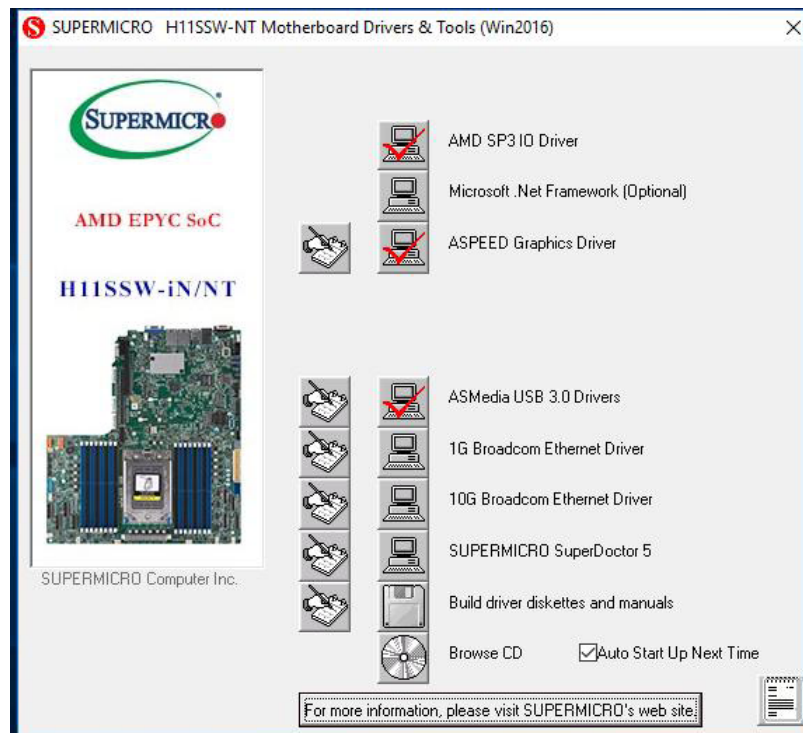 SUPERMICRO H11SSW-NT Motherboard Drivers & Tools (Win2016)
SUPERMICRO
AMD EPYC SoC
H11SSW-iN/NT
SUPERMICRO Computer Inc.
AMD SP3 IO Driver
Microsoft .Net Framework (Optional)
ASPEED Graphics Driver
ASMedia USB 3.0 Drivers
1G Broadcom Ethernet Driver
10G Broadcom Ethernet Driver
SUPERMICRO SuperDoctor 5
Build driver diskettes and manuals
Browse CD Auto Start Up Next Time
For more information, please visit SUPERMICRO's web site.